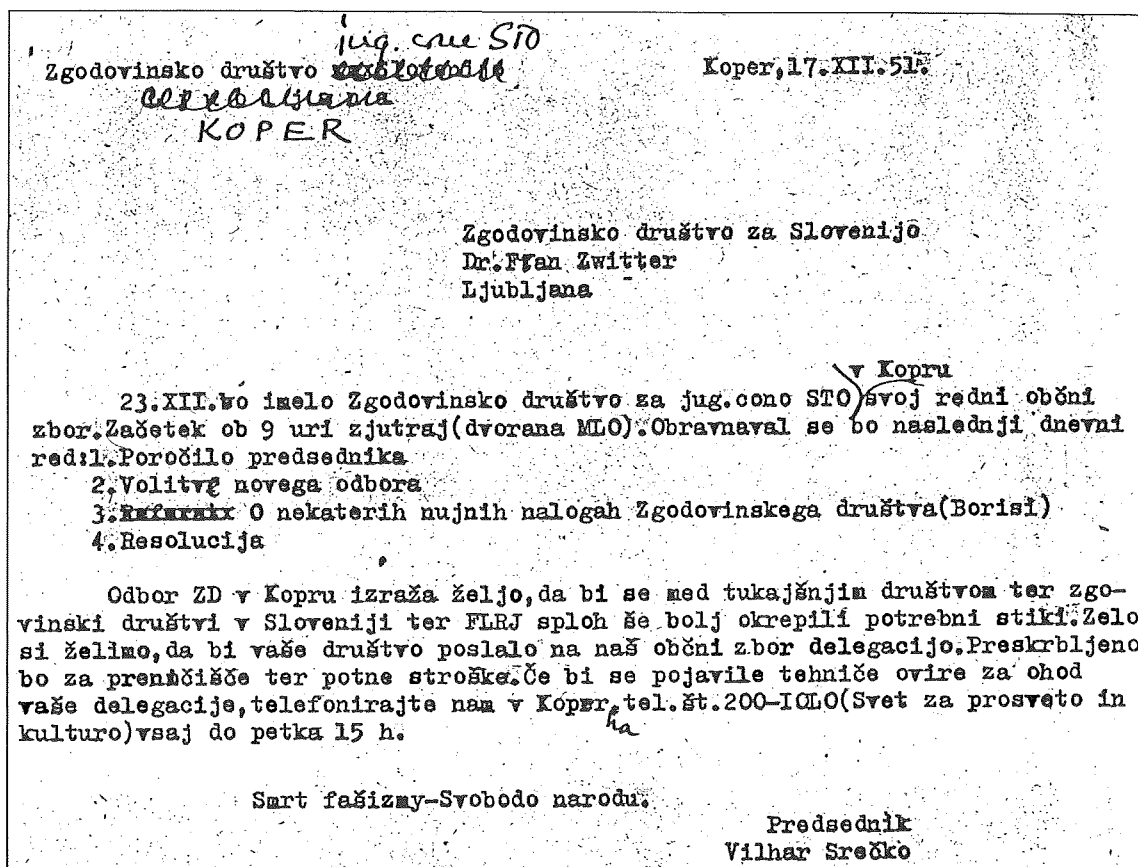 jug. cone STO
Zgodovinsko društvo Koper,17.XII.51.
KOPER
Zgodovinsko društvo za Slovenijo
Dr.Fran Zwitter
Ljubljana
v Kopru
23.XII.bo imelo Zgodovinsko društvo za jug.cono STO svoj redni občni
zbor.Začetek ob 9 uri zjutraj(dvorana MLO).Obravnaval se bo naslednji dnevni
red:1.Poročilo predsednika
2.Volitve novega odbora
3. O nekaterih nujnih nalogah Zgodovinskega društva(Borisi)
4.Resolucija
Odbor ZD v Kopru izraža željo,da bi se med tukajšnjim društvom ter zgo-
vinski društvi v Sloveniji ter FLRJ sploh še bolj okrepili potrebni stiki.Zelo
si želimo,da bi vaše društvo poslalo na naš občni zbor delegacijo.Preskrbljeno
bo za prenočišče ter potne stroške.Če bi se pojavile tehniče ovire za ohod
vaše delegacije,telefonirajte nam v Koper,tel.št.200-IOLO(Svet za prosveto in
na
kulturo)vsaj do petka 15 h.
Smrt fašizmy-Svobodo narodu.
Predsednik
Vilhar Srečko